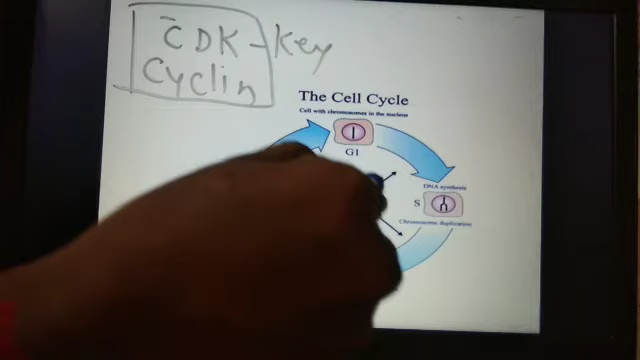 CDK - Key
Cyclin
The Cell Cycle
Cell with chromosomes in the nucleus
G1
DNA synthesis
S
Chromosome duplication